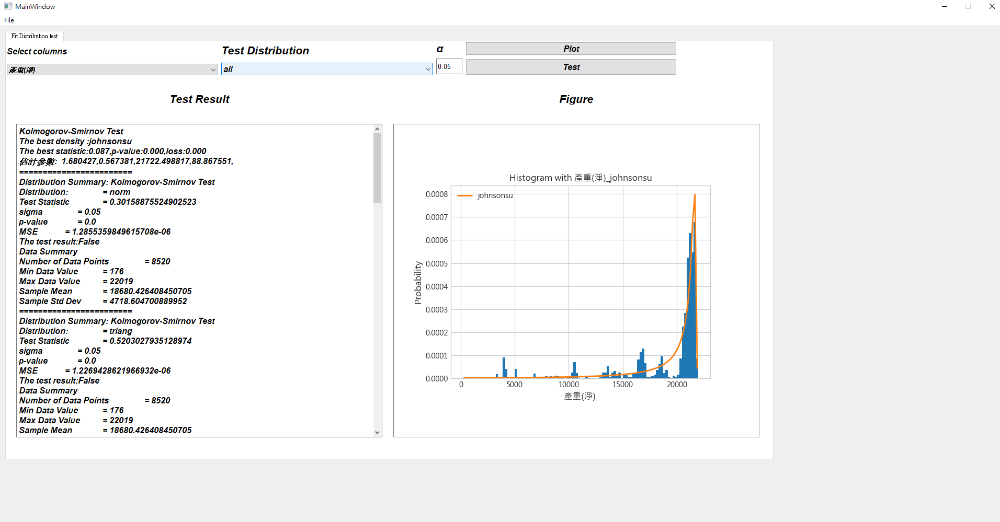 MainWindow
File
Fit Distribution test
Select columns
Test Distribution
α
Plot
產重(淨)
all
0.05
Test
Test Result
Figure
Kolmogorov-Smirnov Test
The best density :johnsonsu
The best statistic:0.087,p-value:0.000,loss:0.000
估計參數: 1.680427,0.567381,21722.498817,88.867551,
========================
Distribution Summary: Kolmogorov-Smirnov Test
Distribution: = norm
Test Statistic = 0.30158875524902523
sigma = 0.05
p-value = 0.0
MSE = 1.2855359849615708e-06
The test result:False
Data Summary
Number of Data Points = 8520
Min Data Value = 176
Max Data Value = 22019
Sample Mean = 18680.426408450705
Sample Std Dev = 4718.604700889952
========================
Distribution Summary: Kolmogorov-Smirnov Test
Distribution: = triang
Test Statistic = 0.5203027935128974
sigma = 0.05
p-value = 0.0
MSE = 1.2269428621966932e-06
The test result:False
Data Summary
Number of Data Points = 8520
Min Data Value = 176
Max Data Value = 22019
Sample Mean = 18680.426408450705
Histogram with 產重(淨)_johnsonsu
johnsonsu
Probability
0.0008
0.0007
0.0006
0.0005
0.0004
0.0003
0.0002
0.0001
0.0000
0 5000 10000 15000 20000
產重(淨)